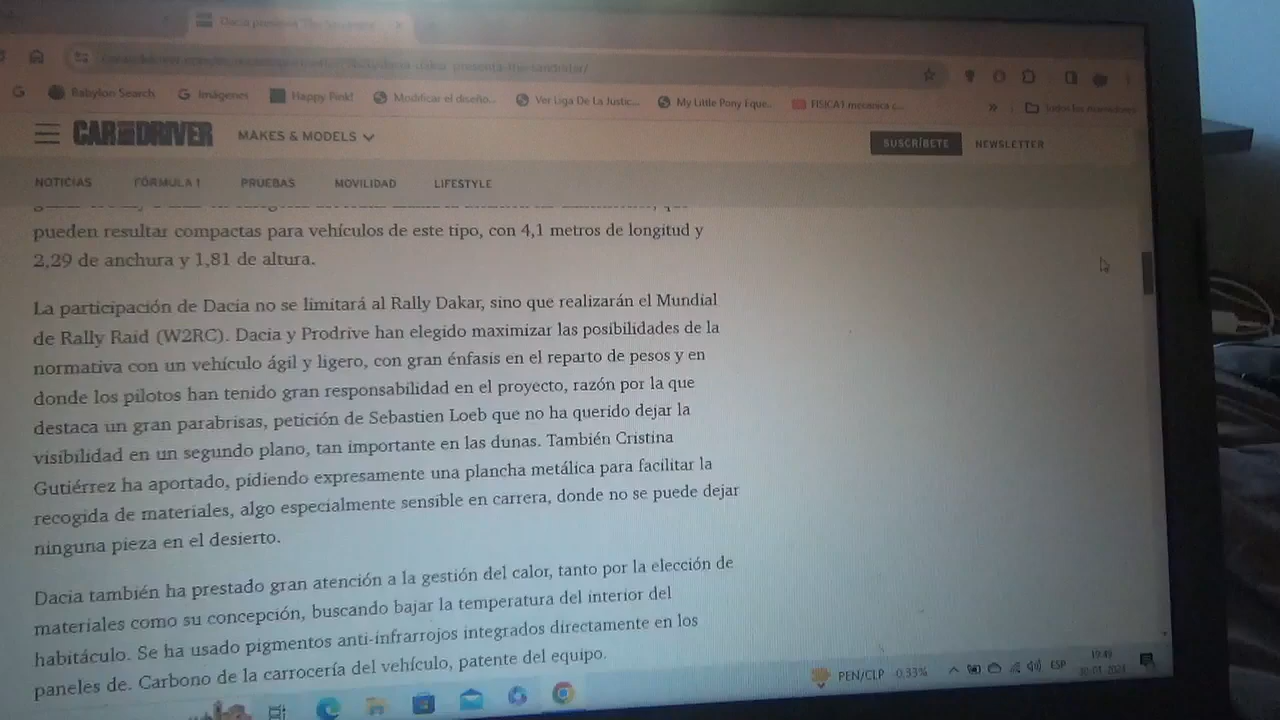 Dacia presenta 'The Sandrider'
Babylon Search
Imágenes
Happy Pink!
Modificar el diseño...
Ver Liga De La Justic...
My Little Pony Eque...
FISICA1 mecanica c...
»
Todos los marcadores
CAR AND DRIVER
MAKES & MODELS
SUSCRÍBETE
NEWSLETTER
NOTICIAS
FÓRMULA 1
PRUEBAS
MOVILIDAD
LIFESTYLE
pueden resultar compactas para vehículos de este tipo, con 4,1 metros de longitud y
2,29 de anchura y 1,81 de altura.
La participación de Dacia no se limitará al Rally Dakar, sino que realizarán el Mundial
de Rally Raid (W2RC). Dacia y Prodrive han elegido maximizar las posibilidades de la
normativa con un vehículo ágil y ligero, con gran énfasis en el reparto de pesos y en
donde los pilotos han tenido gran responsabilidad en el proyecto, razón por la que
destaca un gran parabrisas, petición de Sebastien Loeb que no ha querido dejar la
visibilidad en un segundo plano, tan importante en las dunas. También Cristina
Gutiérrez ha aportado, pidiendo expresamente una plancha metálica para facilitar la
recogida de materiales, algo especialmente sensible en carrera, donde no se puede dejar
ninguna pieza en el desierto.
Dacia también ha prestado gran atención a la gestión del calor, tanto por la elección de
materiales como su concepción, buscando bajar la temperatura del interior del
habitáculo. Se ha usado pigmentos anti-infrarrojos integrados directamente en los
paneles de. Carbono de la carrocería del vehículo, patente del equipo.
PEN/CLP -0.33%
ESP
19:49